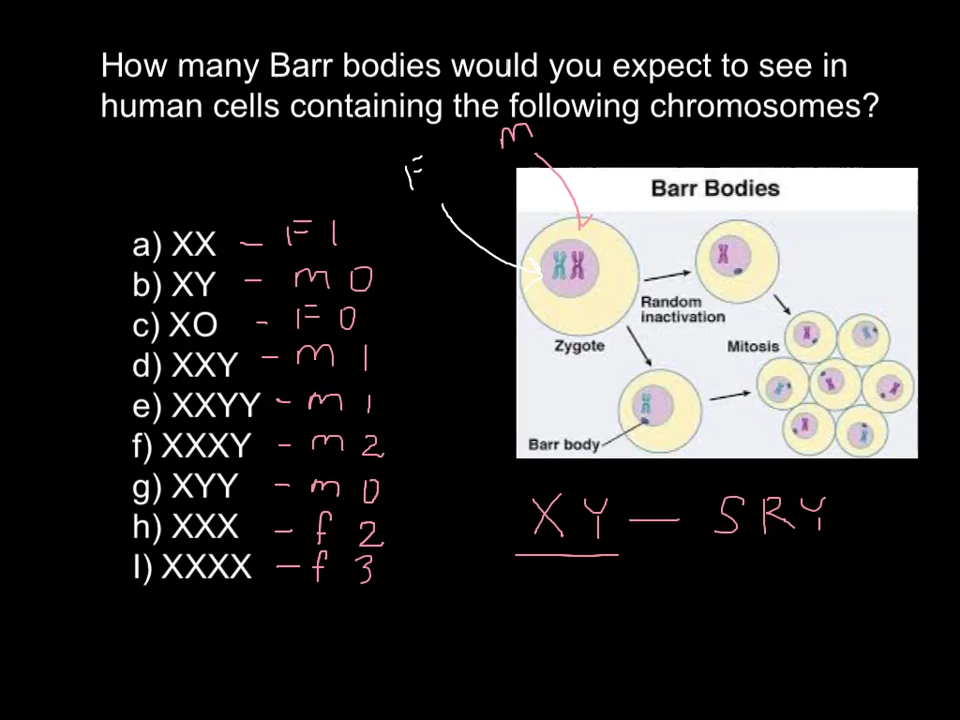 How many Barr bodies would you expect to see in
human cells containing the following chromosomes?
m
F
a) XX – F 1
b) XY – m 0
c) XO - F 0
d) XXY – m 1
e) XXYY - m 1
f) XXXY - m 2
g) XYY - m 0
h) XXX - f 2
I) XXXX – f 3
Barr Bodies
Random
inactivation
Zygote
Mitosis
Barr body
XY — SRY